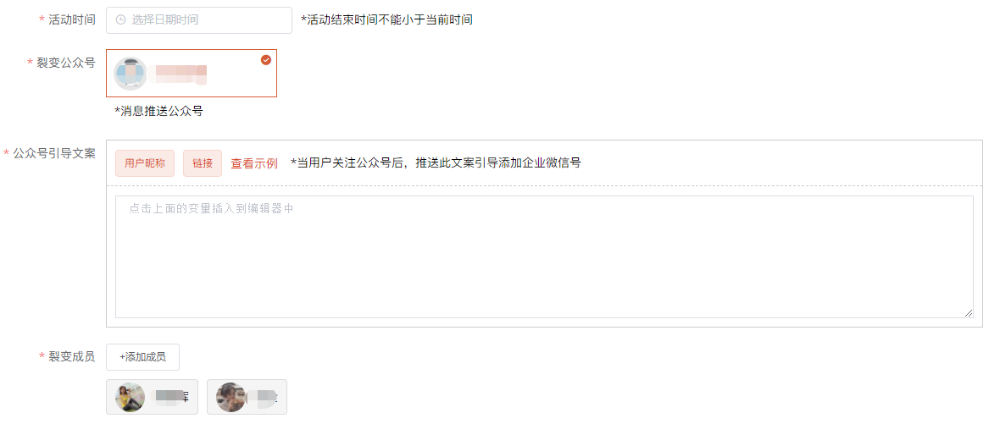 * 活动时间 选择日期时间 *活动结束时间不能小于当前时间
* 裂变公众号
*消息推送公众号
* 公众号引导文案 用户昵称 链接 查看示例 *当用户关注公众号后，推送此文案引导添加企业微信号
点击上面的变量插入到编辑器中
* 裂变成员 +添加成员
辉